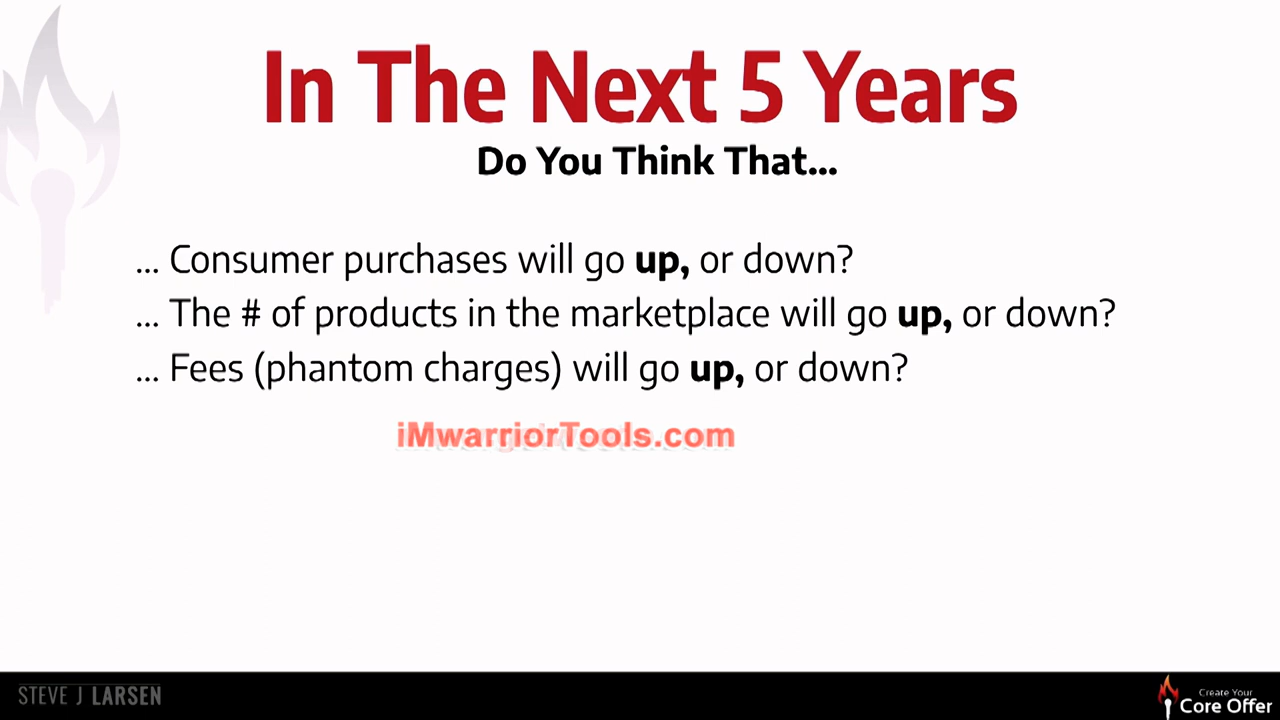 In The Next 5 Years
Do You Think That...
... Consumer purchases will go up, or down?
... The # of products in the marketplace will go up, or down?
... Fees (phantom charges) will go up, or down?
iMwarriorTools.com
STEVE J LARSEN
Create Your
Core Offer